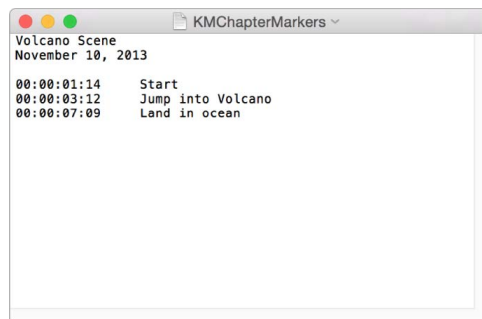 KMChapterMarkers
Volcano Scene
November 10, 2013
00:00:01:14 Start
00:00:03:12 Jump into Volcano
00:00:07:09 Land in ocean